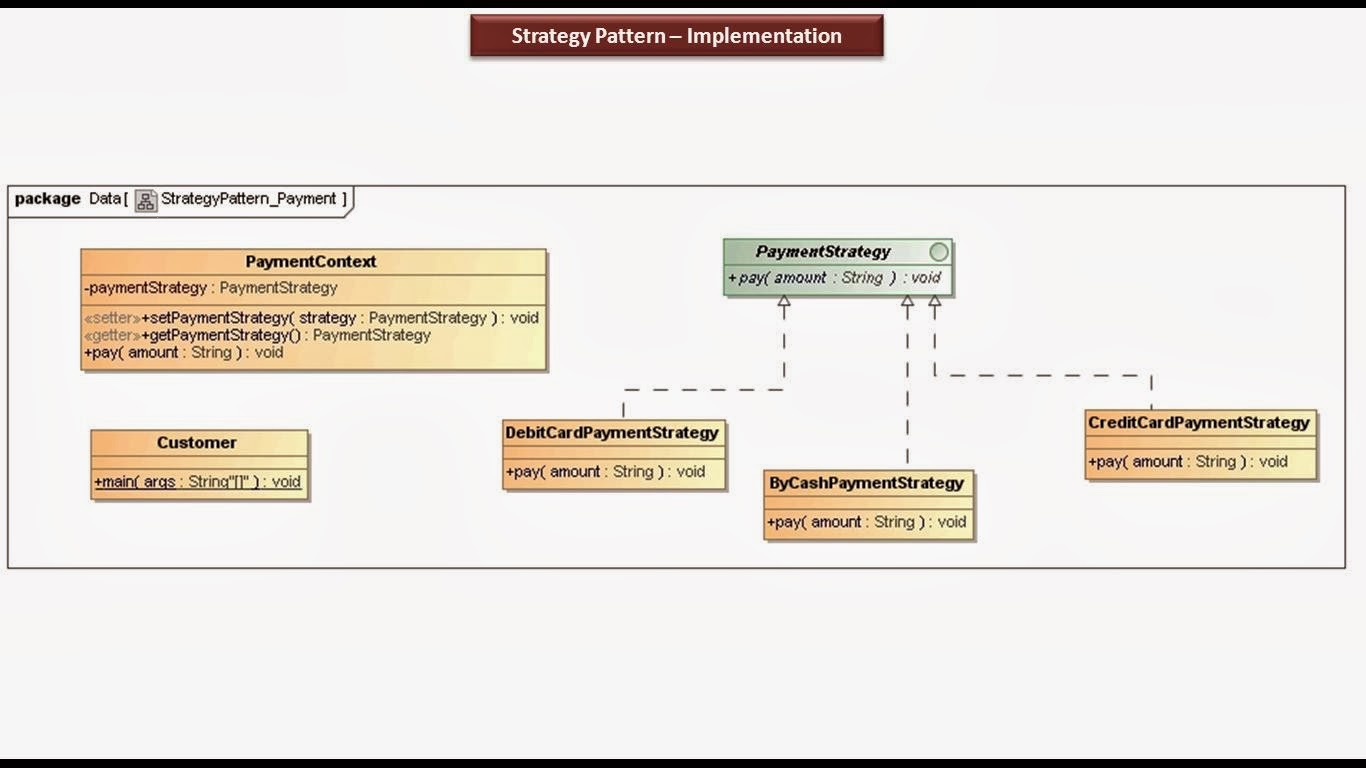 Strategy Pattern – Implementation
package Data[ StrategyPattern_Payment ]
PaymentContext
-paymentStrategy : PaymentStrategy
«setter»+setPaymentStrategy( strategy : PaymentStrategy ) : void
«getter»+getPaymentStrategy() : PaymentStrategy
+pay( amount : String ) : void
PaymentStrategy
+pay( amount : String ) : void
Customer
+main( args : String"[]" ) : void
DebitCardPaymentStrategy
+pay( amount : String ) : void
ByCashPaymentStrategy
+pay( amount : String ) : void
CreditCardPaymentStrategy
+pay( amount : String ) : void